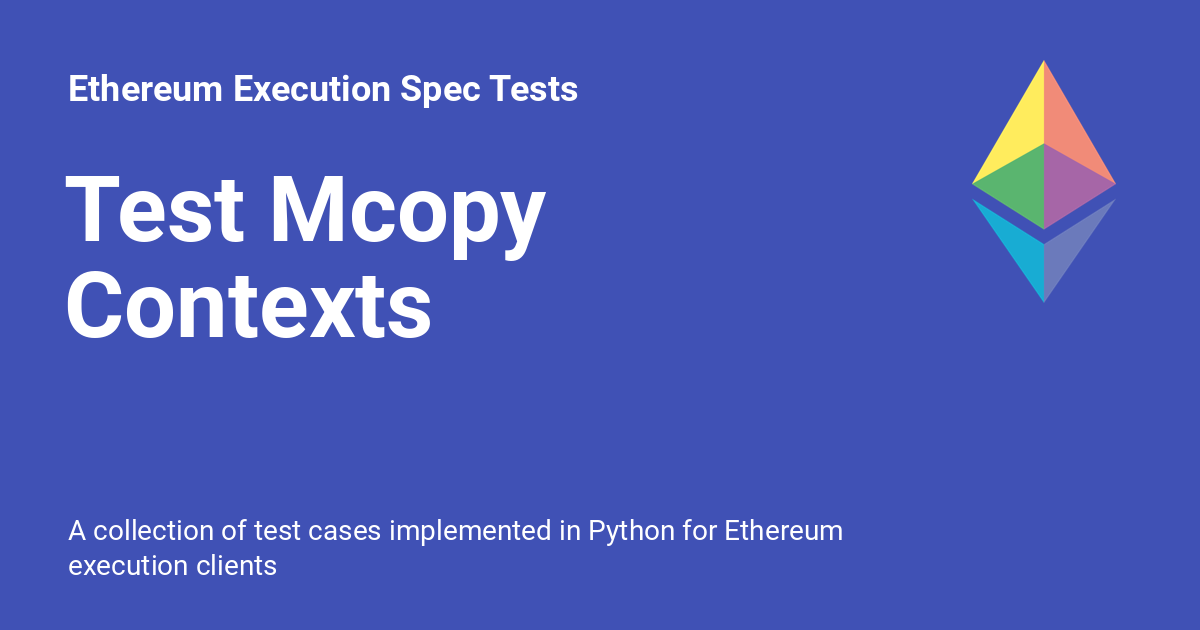 Ethereum Execution Spec Tests
Test Mcopy
Contexts
A collection of test cases implemented in Python for Ethereum
execution clients